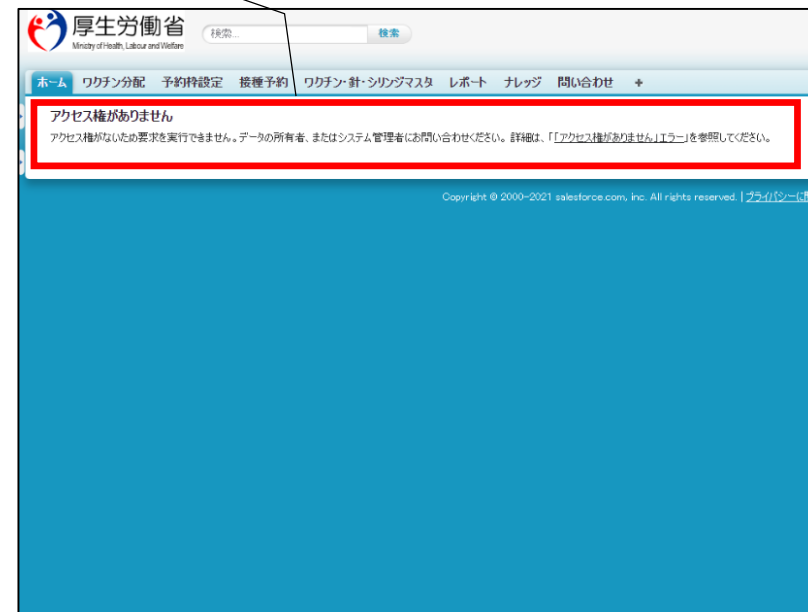 厚生労働省
Ministry of Health, Labour and Welfare
検索...
検索
ホーム ワクチン分配 予約枠設定 接種予約 ワクチン・針・シリンジマスタ レポート ナレッジ 問い合わせ +
アクセス権がありません
アクセス権がないため要求を実行できません。データの所有者、またはシステム管理者にお問い合わせください。詳細は、「「アクセス権がありません」エラー」を参照してください。
Copyright © 2000-2021 salesforce.com, inc. All rights reserved. | プライバシーに